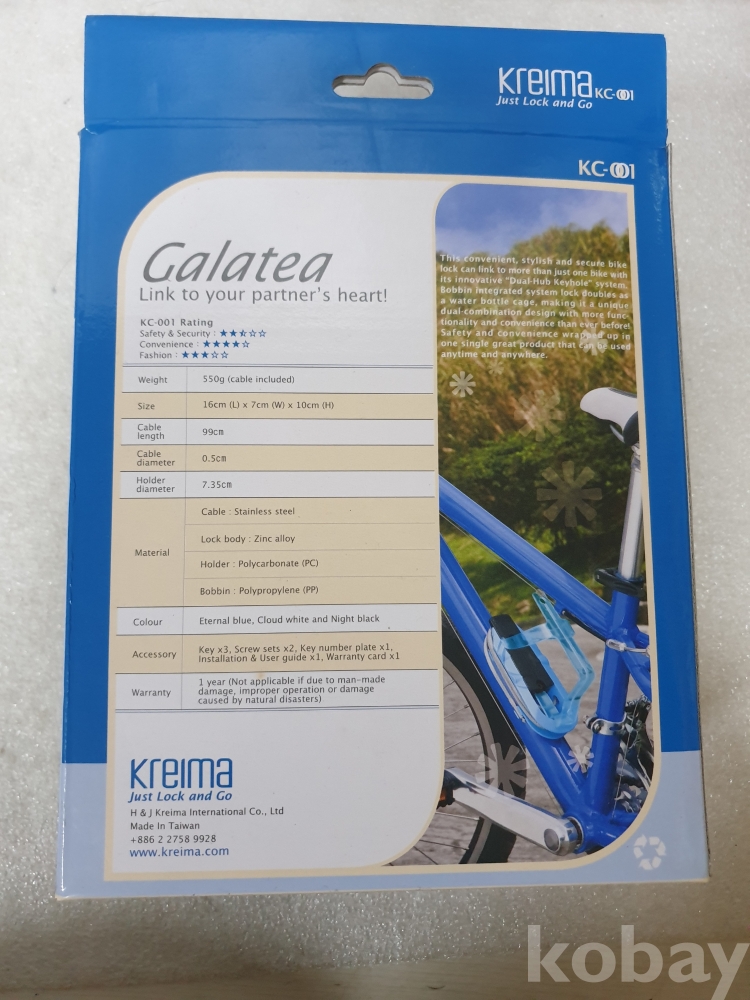 Kreima KC-001
Just Lock and Go
KC-001
Galatea
Link to your partner's heart!
KC-001 Rating
Safety & Security : ★★⯪☆☆
Convenience : ★★★★☆
Fashion : ★★★☆☆
Weight 550g (cable included)
Size 16cm (L) x 7cm (W) x 10cm (H)
Cable length 99cm
Cable diameter 0.5cm
Holder diameter 7.35cm
Material
Cable : Stainless steel
Lock body : Zinc alloy
Holder : Polycarbonate (PC)
Bobbin : Polypropylene (PP)
Colour Eternal blue, Cloud white and Night black
Accessory Key x3, Screw sets x2, Key number plate x1,
Installation & User guide x1, Warranty card x1
Warranty 1 year (Not applicable if due to man-made
damage, improper operation or damage
caused by natural disasters)
This convenient, stylish and secure bike
lock can link to more than just one bike with
its innovative "Dual-Hub Keyhole" system.
Bobbin integrated system lock doubles as
a water bottle cage, making it a unique
dual-combination design with more func-
tionality and convenience than ever before!
Safety and convenience wrapped up in
one single great product that can be used
anytime and anywhere.
Kreima
Just Lock and Go
H & J Kreima International Co., Ltd
Made In Taiwan
+886 2 2758 9928
www.kreima.com
kobay